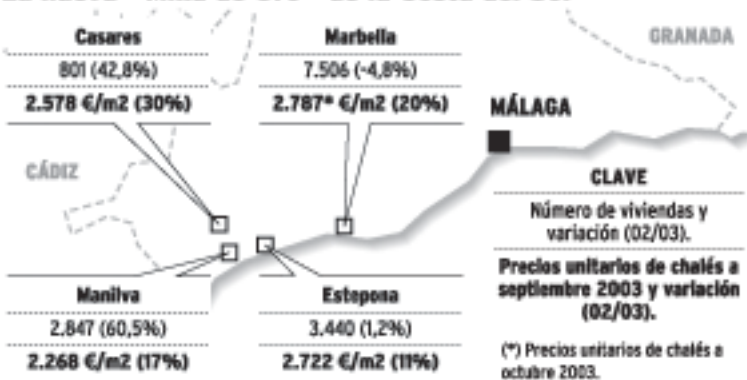 Casares
801 (42,8%)
2.578 €/m2 (30%)
Marbella
7.506 (-4,8%)
2.787* €/m2 (20%)
GRANADA
MÁLAGA
CÁDIZ
CLAVE
Número de viviendas y
variación (02/03).
Precios unitarios de chalés a
septiembre 2003 y variación
(02/03).
(*) Precios unitarios de chalés a
octubre 2003.
Manilva
2.847 (60,5%)
2.268 €/m2 (17%)
Estepona
3.440 (1,2%)
2.722 €/m2 (11%)